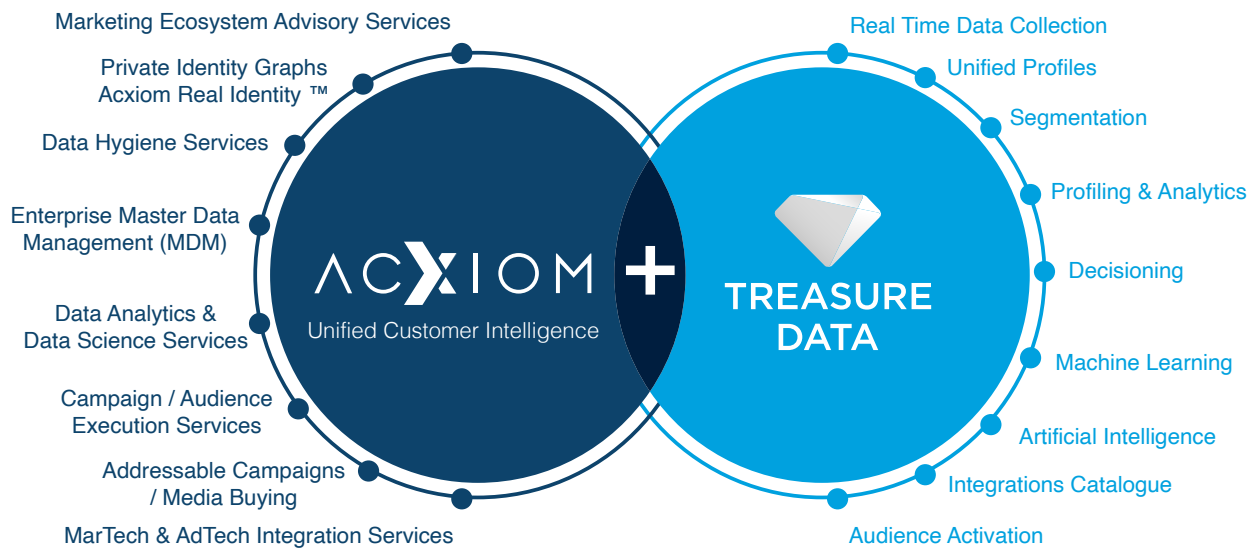 Marketing Ecosystem Advisory Services
Private Identity Graphs
Acxiom Real Identity ™
Data Hygiene Services
Enterprise Master Data
Management (MDM)
Data Analytics &
Data Science Services
Campaign / Audience
Execution Services
Addressable Campaigns
/ Media Buying
MarTech & AdTech Integration Services
ACXIOM
Unified Customer Intelligence
+
TREASURE
DATA
Real Time Data Collection
Unified Profiles
Segmentation
Profiling & Analytics
Decisioning
Machine Learning
Artificial Intelligence
Integrations Catalogue
Audience Activation